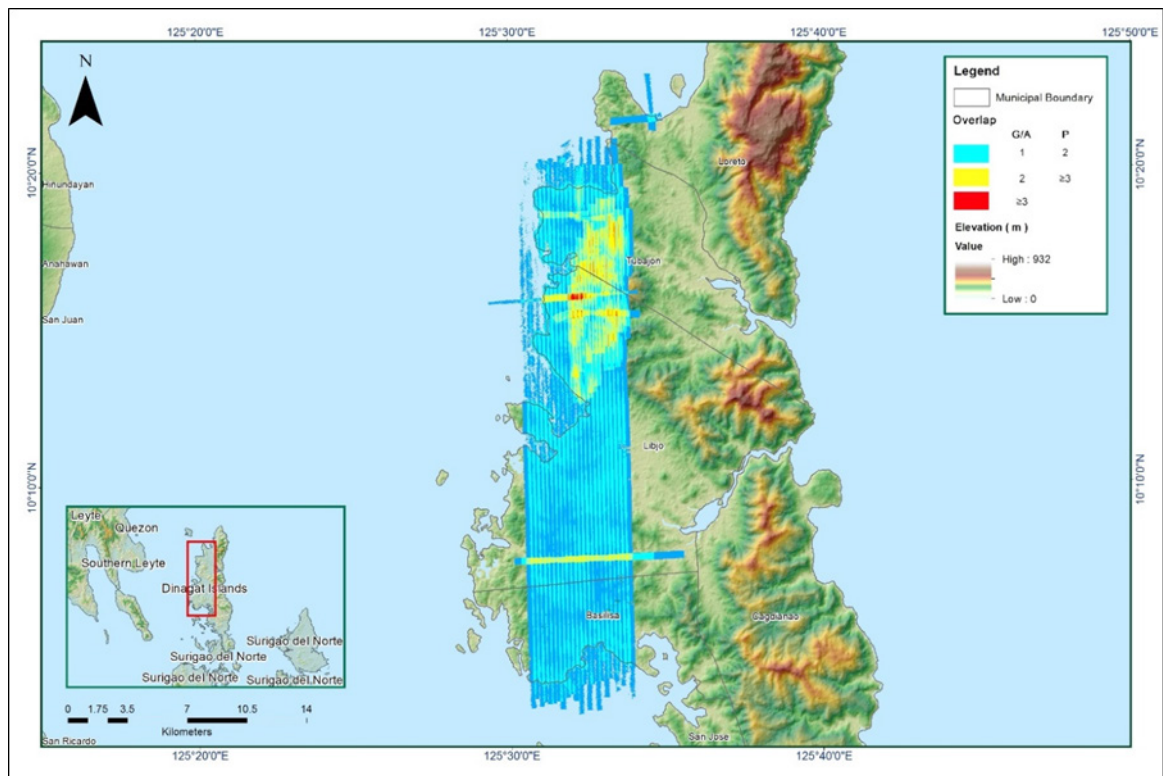 125°20'0"E 125°30'0"E 125°40'0"E 125°50'0"E
N
Legend
Municipal Boundary
Overlap
G/A P
1 2
2 ≥3
≥3
Elevation ( m )
Value
High : 932
Low : 0
10°20'0"N
10°20'0"N
Hinundayan
Loreto
Anahawan
Tubajon
San Juan
Libjo
10°10'0"N
10°10'0"N
Leyte
Quezon
Southern Leyte
Dinagat Islands
Surigao del Norte
Surigao del Norte
Surigao del Norte
Surigao del Norte
Basilisa
Cagdianao
0 1.75 3.5 7 10.5 14
Kilometers
San Ricardo
San Jose
125°20'0"E 125°30'0"E 125°40'0"E